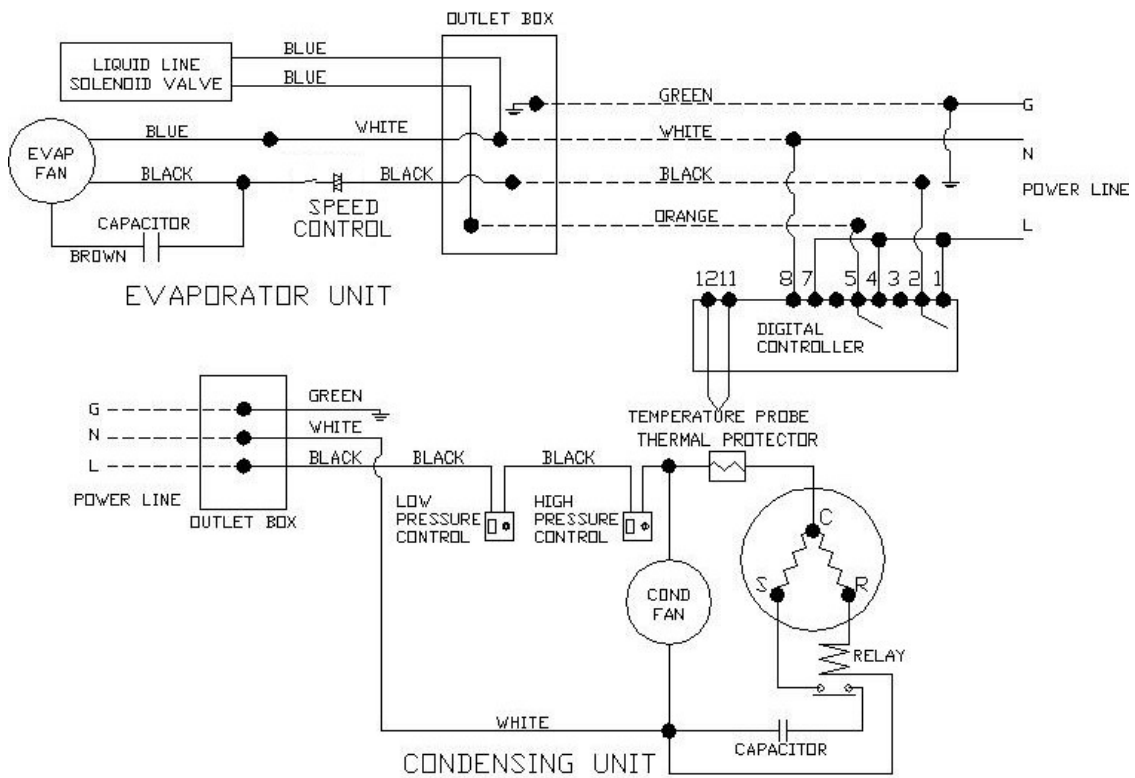 OUTLET BOX
LIQUID LINE
SOLENOID VALVE
BLUE
BLUE
GREEN
G
EVAP
FAN
BLUE
WHITE
WHITE
N
BLACK
BLACK
BLACK
POWER LINE
SPEED
CONTROL
CAPACITOR
BROWN
ORANGE
L
EVAPORATOR UNIT
12 11 8 7 5 4 3 2 1
DIGITAL
CONTROLLER
TEMPERATURE PROBE
G
GREEN
N
WHITE
L
BLACK
BLACK
BLACK
POWER LINE
OUTLET BOX
LOW
PRESSURE
CONTROL
HIGH
PRESSURE
CONTROL
THERMAL PROTECTOR
C
S
R
COND
FAN
RELAY
WHITE
CAPACITOR
CONDENSING UNIT